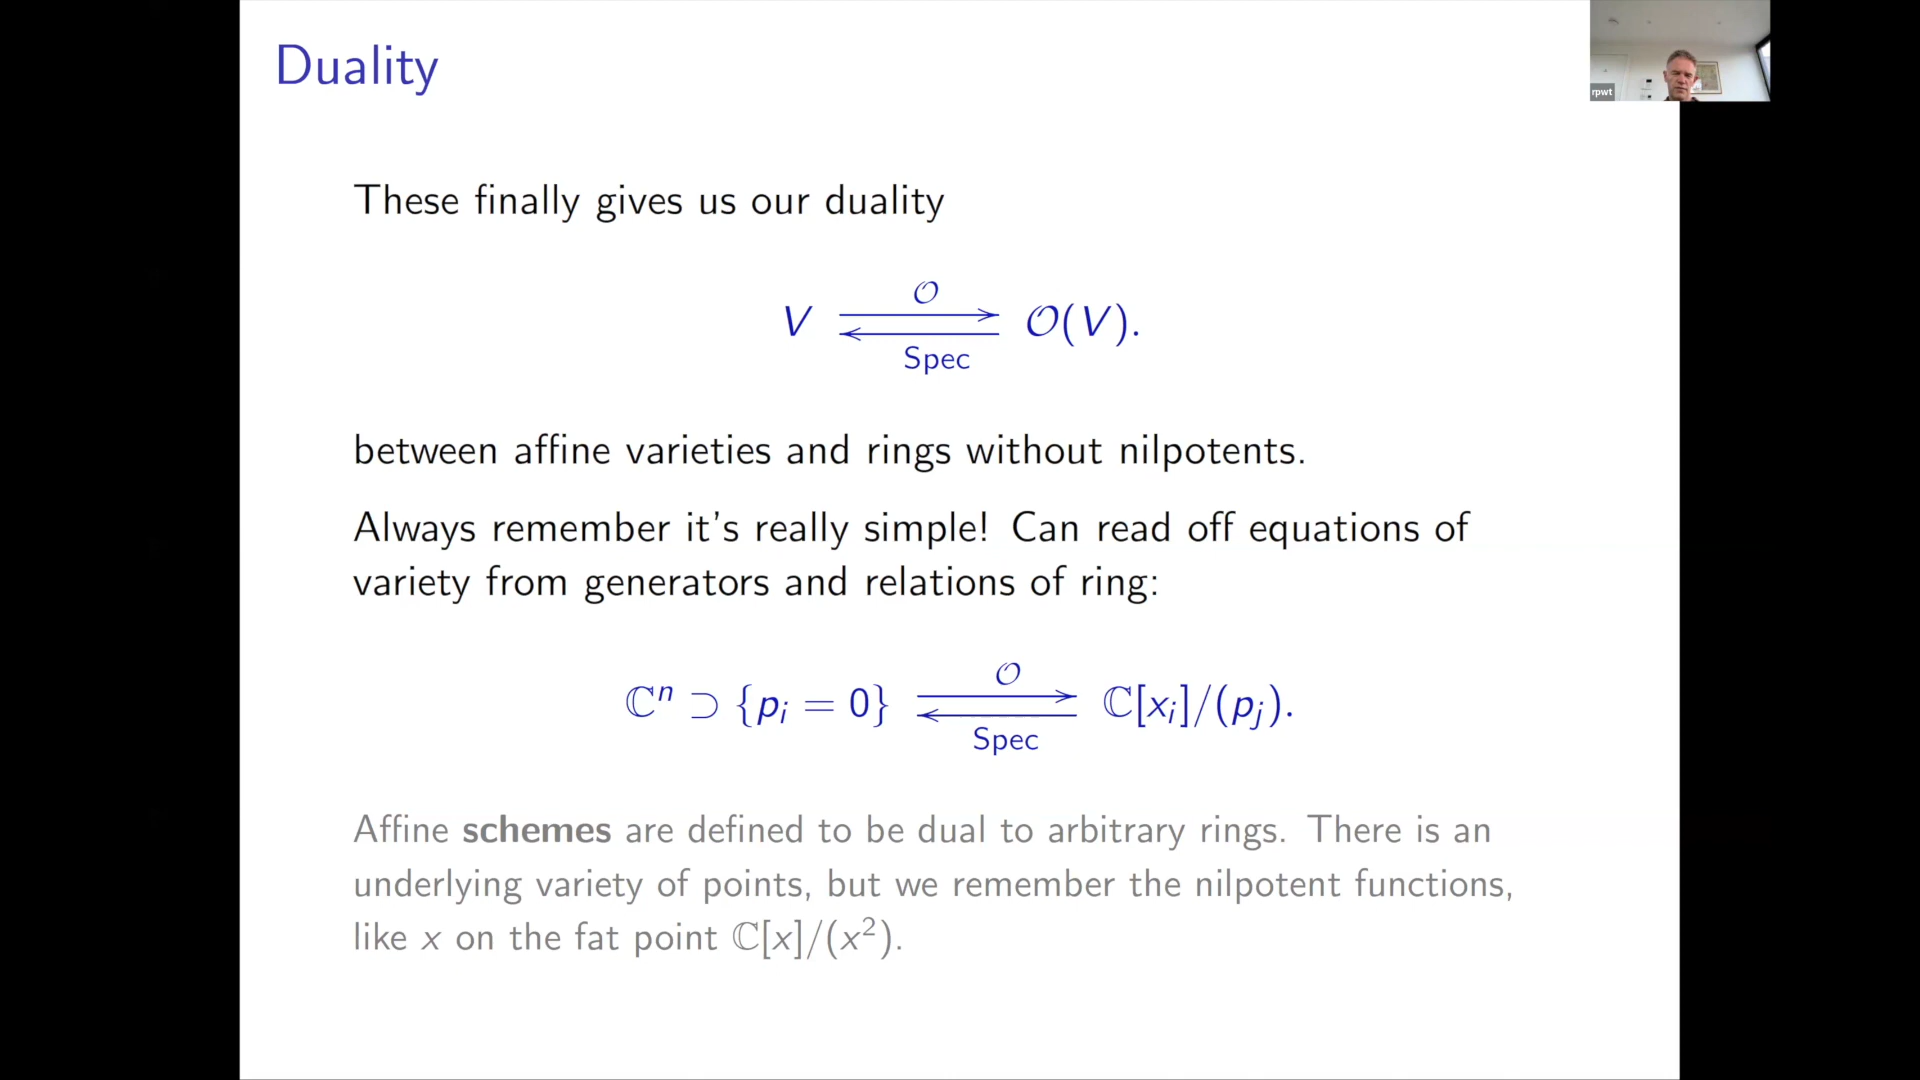 Duality
rpwt
These finally gives us our duality
𝒪
V ⇄ 𝒪(V).
Spec
between affine varieties and rings without nilpotents.
Always remember it's really simple! Can read off equations of
variety from generators and relations of ring:
𝒪
ℂⁿ ⊃ {pᵢ = 0} ⇄ ℂ[xᵢ]/(pⱼ).
Spec
Affine schemes are defined to be dual to arbitrary rings. There is an
underlying variety of points, but we remember the nilpotent functions,
like x on the fat point ℂ[x]/(x²).